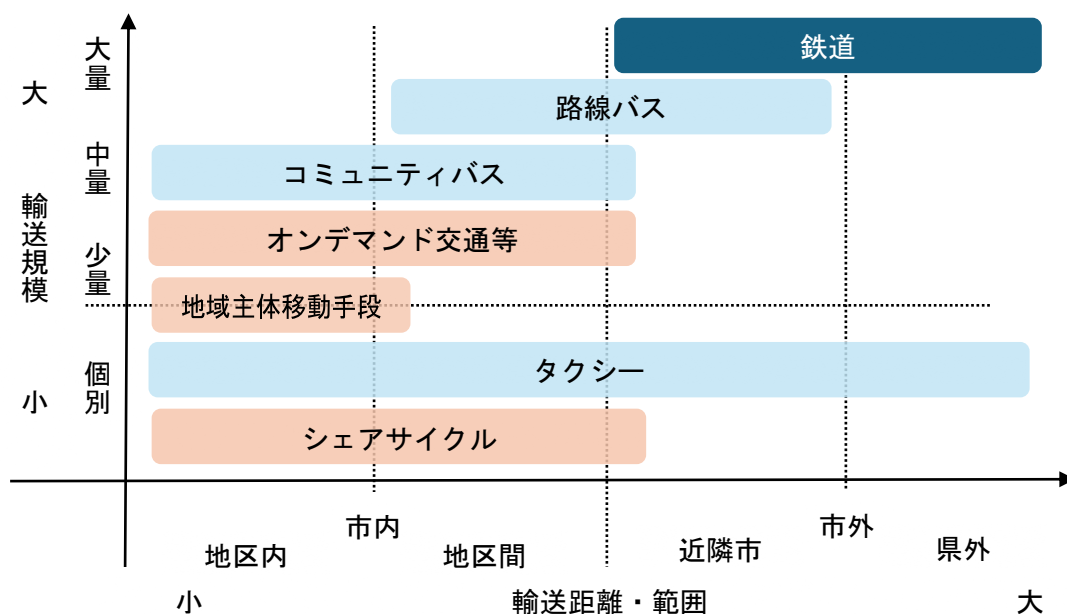 大
輸送規模
小
大量
中量
少量
個別
鉄道
路線バス
コミュニティバス
オンデマンド交通等
地域主体移動手段
タクシー
シェアサイクル
市内
市外
地区内
地区間
近隣市
県外
小
輸送距離・範囲
大